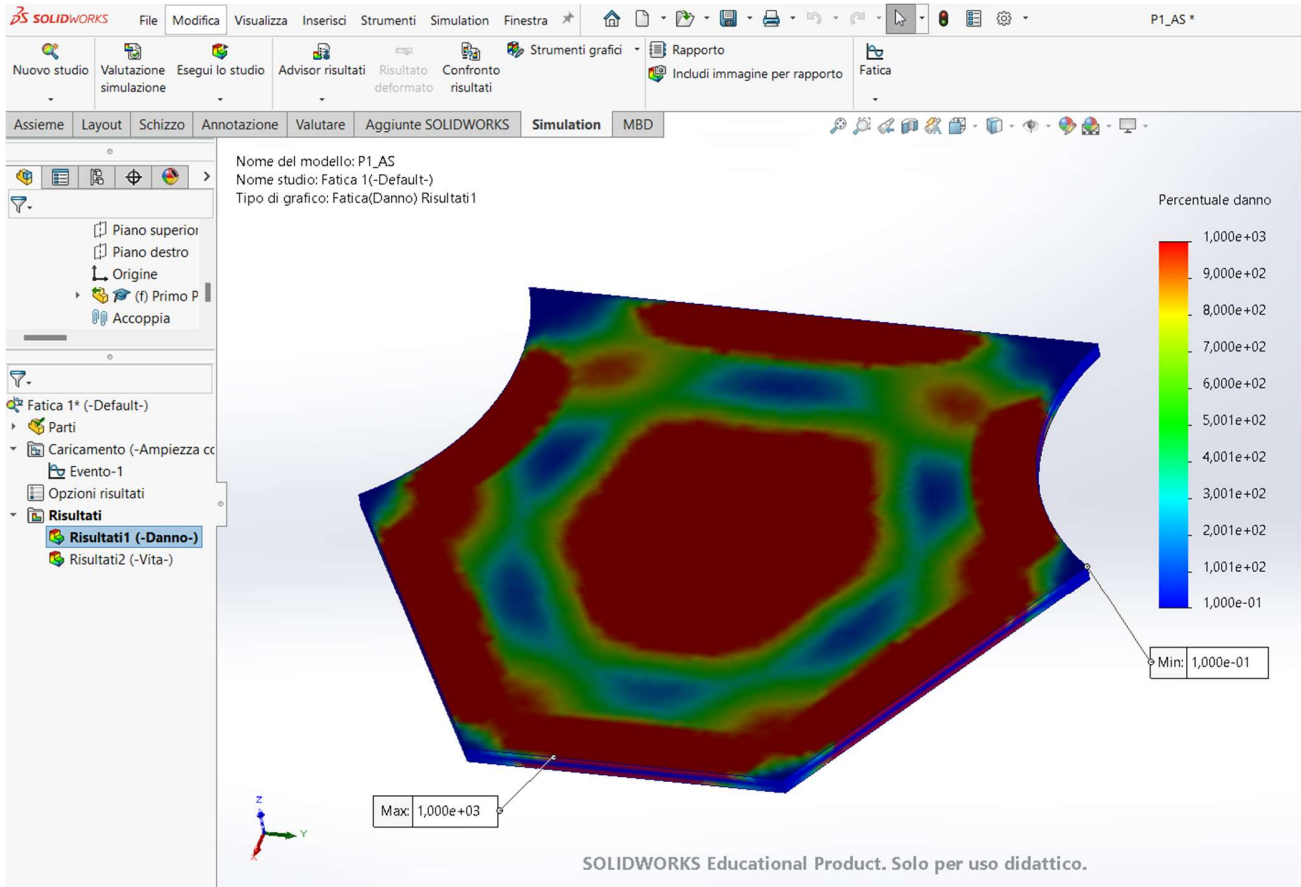 SOLIDWORKS File Modifica Visualizza Inserisci Strumenti Simulation Finestra P1_AS *
Nuovo studio
Valutazione simulazione
Esegui lo studio
Advisor risultati
Risultato deformato
Confronto risultati
Strumenti grafici
Rapporto
Includi immagine per rapporto
Fatica
Assieme Layout Schizzo Annotazione Valutare Aggiunte SOLIDWORKS Simulation MBD
Piano superior
Piano destro
Origine
(f) Primo P
Accoppia
Fatica 1* (-Default-)
Parti
Caricamento (-Ampiezza cc
Evento-1
Opzioni risultati
Risultati
Risultati1 (-Danno-)
Risultati2 (-Vita-)
Nome del modello: P1_AS
Nome studio: Fatica 1(-Default-)
Tipo di grafico: Fatica(Danno) Risultati1
Percentuale danno
1,000e+03
9,000e+02
8,000e+02
7,000e+02
6,000e+02
5,001e+02
4,001e+02
3,001e+02
2,001e+02
1,001e+02
1,000e-01
Min: 1,000e-01
Max: 1,000e+03
Z
Y
X
SOLIDWORKS Educational Product. Solo per uso didattico.